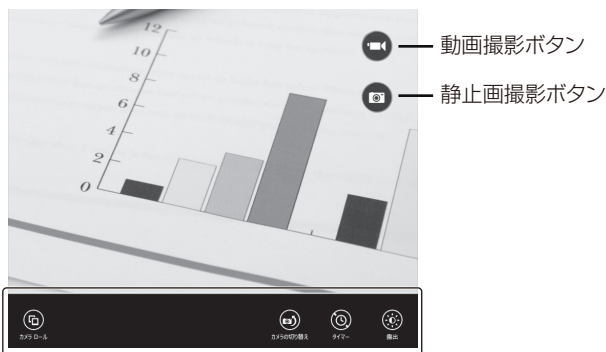 12
10
8
6
4
2
0
動画撮影ボタン
静止画撮影ボタン
カメラ ロール
カメラの切り替え
タイマー
露出